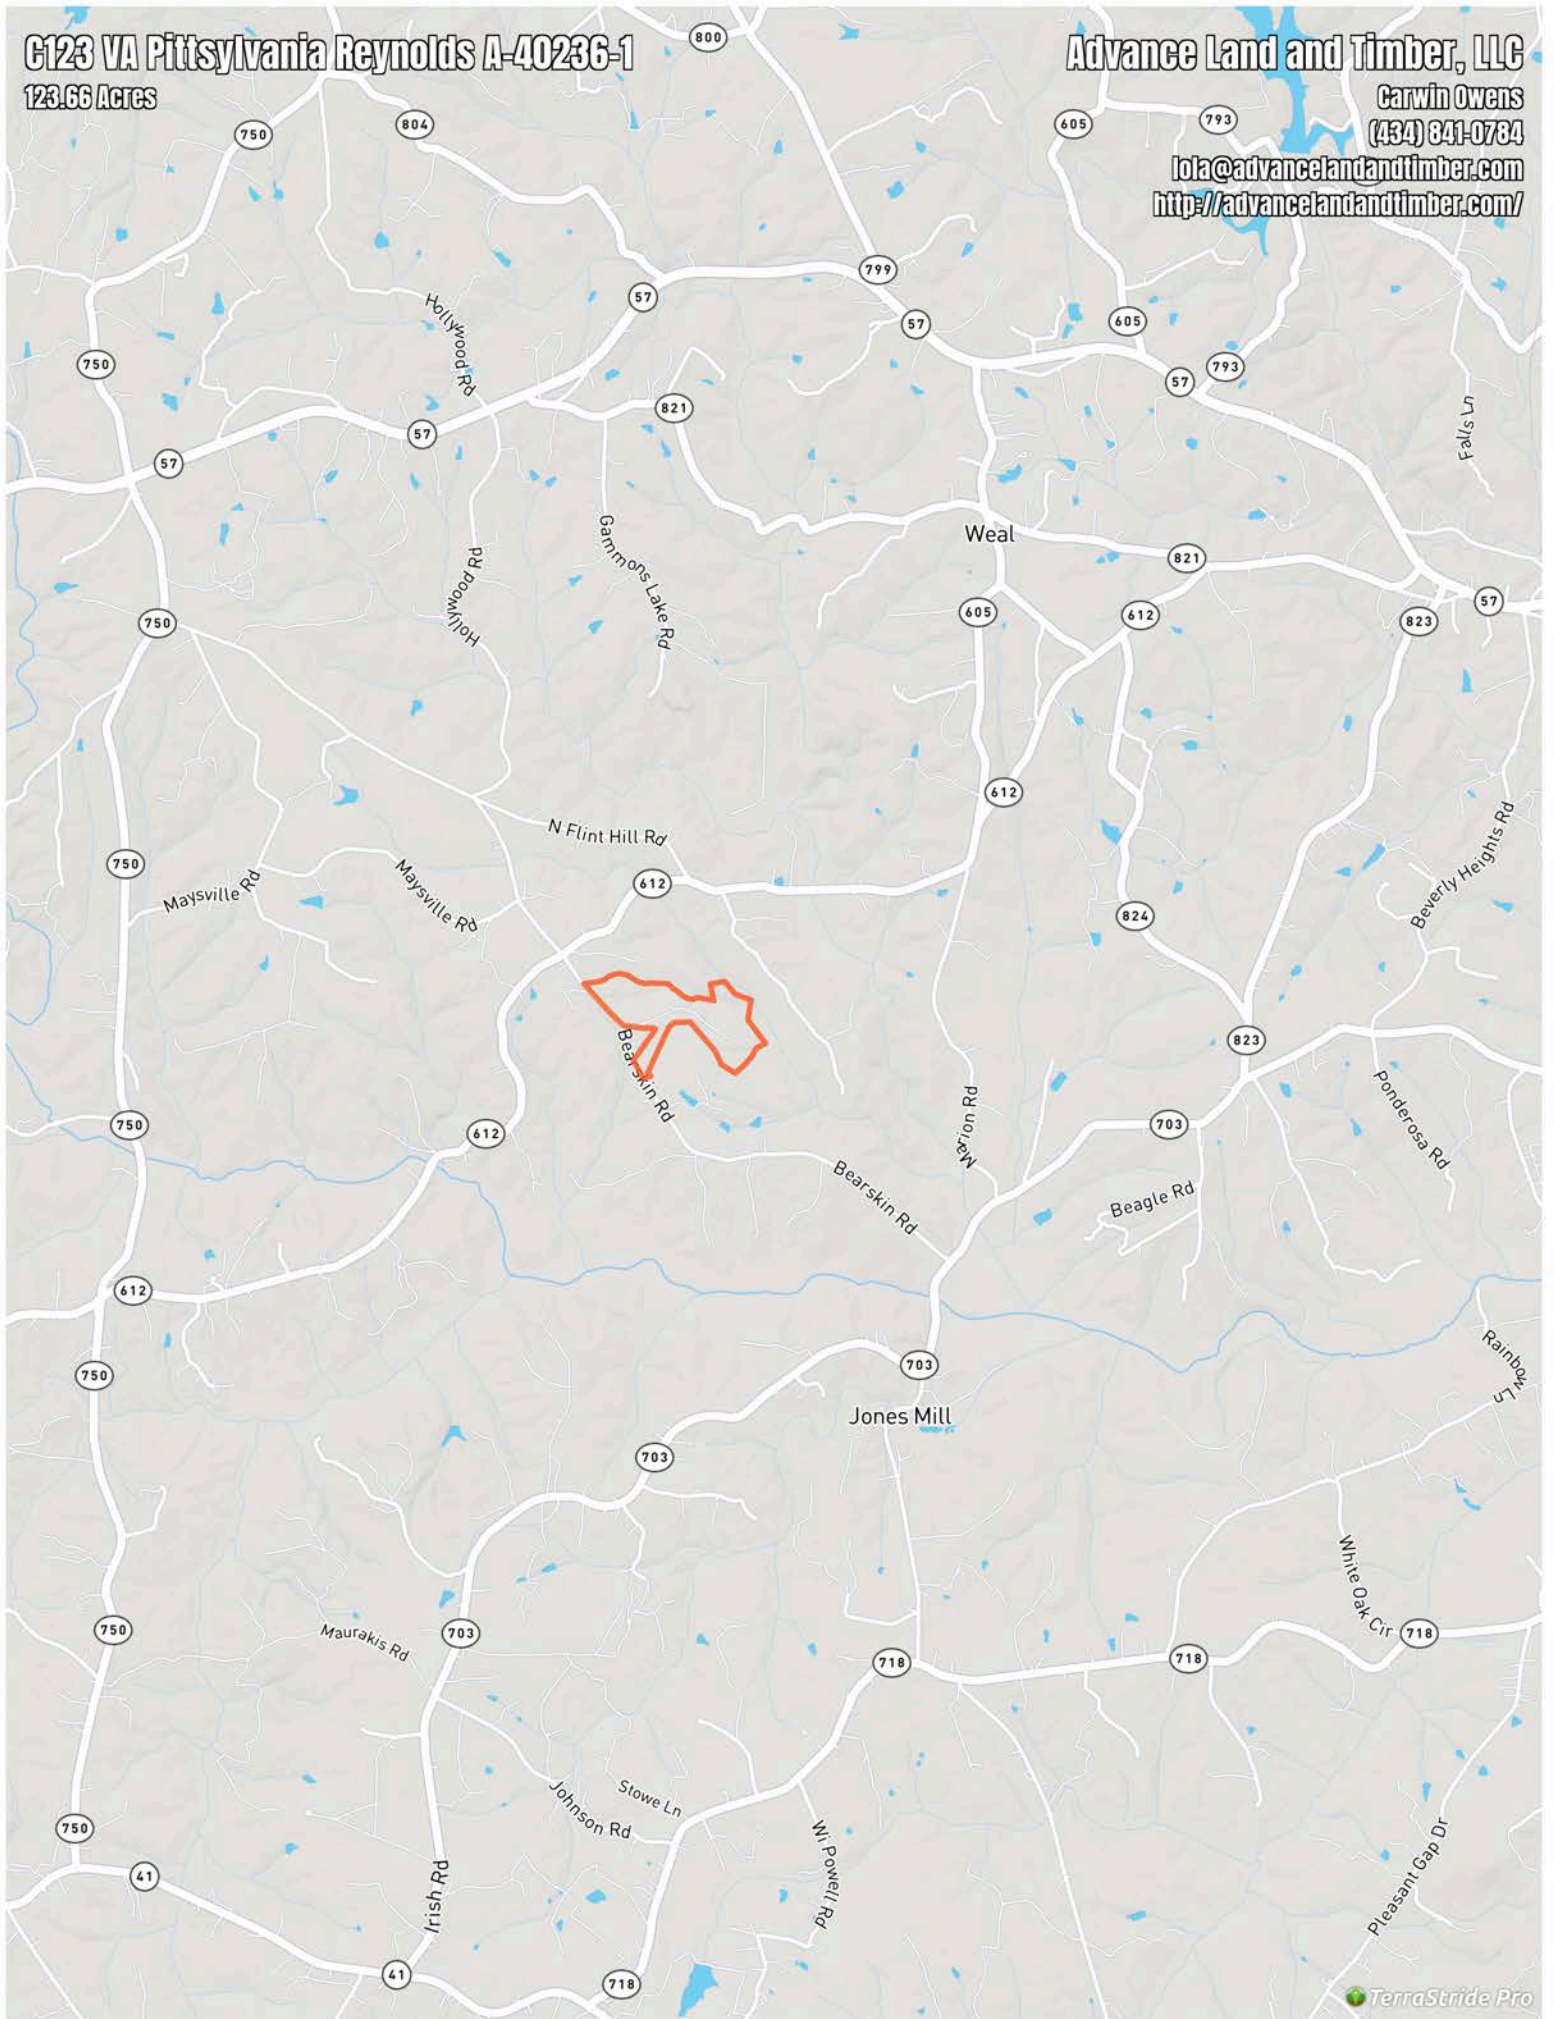 C123 VA Pittsylvania Reynolds A-40236-1
123.66 Acres
Advance Land and Timber, LLC
Carwin Owens
(434) 841-0784
lola@advancelandandtimber.com
http://advancelandandtimber.com/
800
750
804
605
793
799
57
57
605
Hollywood Rd
750
793
57
821
57
57
Falls Ln
Weal
Gammons Lake Rd
Hollywood Rd
821
57
605
612
823
750
612
N Flint Hill Rd
Beverly Heights Rd
750
Maysville Rd
Maysville Rd
612
824
Bearskin Rd
823
Ponderosa Rd
750
612
Merion Rd
703
Bearskin Rd
Beagle Rd
612
Rainbow Ln
750
703
Jones Mill
703
White Oak Cir
750
Maurakis Rd
703
718
718
718
Johnson Rd
Stowe Ln
750
Wi Powell Rd
Pleasant Gap Dr
41
Irish Rd
41
718
TerraStride Pro